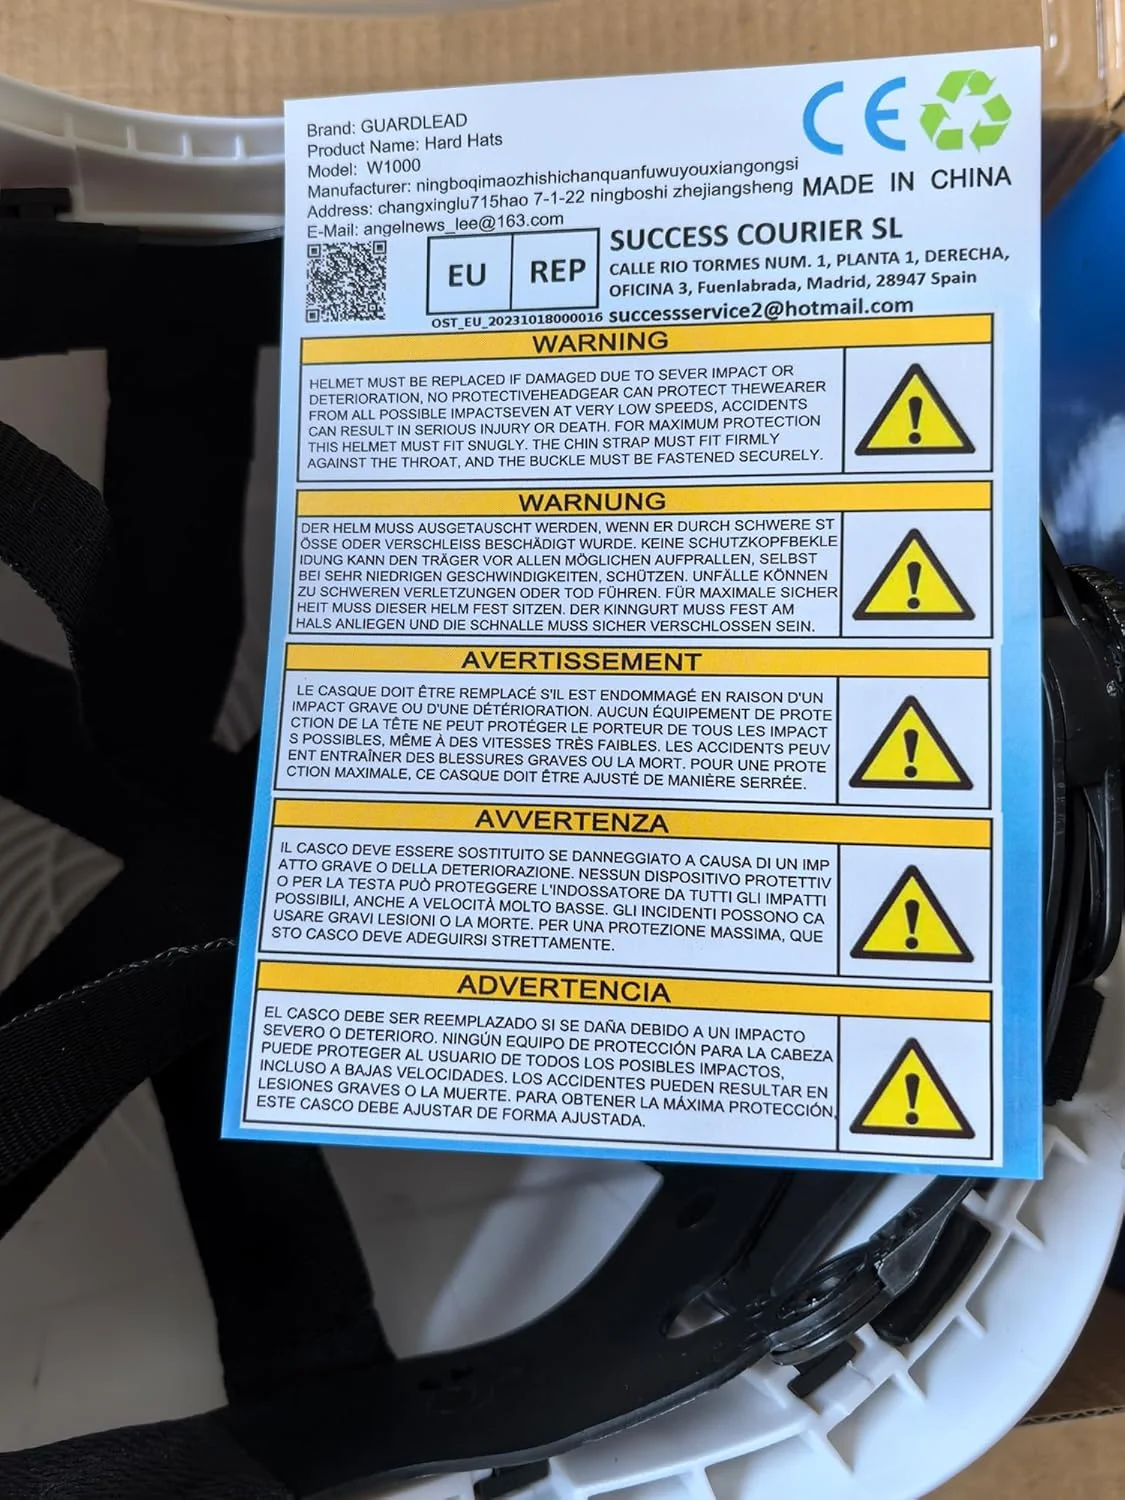 Brand: GUARDLEAD
Product Name: Hard Hats
Model: W1000
Manufacturer: ningboqimaozhishichanquanfuwuyouxiangongsi
Address: changxinglu715hao 7-1-22 ningboshi zhejiangsheng
E-Mail: angelnews_lee@163.com
CE
MADE IN CHINA
EU REP
OST_EU_20231018000016
SUCCESS COURIER SL
CALLE RIO TORMES NUM. 1, PLANTA 1, DERECHA,
OFICINA 3, Fuenlabrada, Madrid, 28947 Spain
successservice2@hotmail.com
WARNING
HELMET MUST BE REPLACED IF DAMAGED DUE TO SEVER IMPACT OR
DETERIORATION, NO PROTECTIVEHEADGEAR CAN PROTECT THEWEARER
FROM ALL POSSIBLE IMPACTSEVEN AT VERY LOW SPEEDS, ACCIDENTS
CAN RESULT IN SERIOUS INJURY OR DEATH. FOR MAXIMUM PROTECTION
THIS HELMET MUST FIT SNUGLY. THE CHIN STRAP MUST FIT FIRMLY
AGAINST THE THROAT, AND THE BUCKLE MUST BE FASTENED SECURELY.
WARNUNG
DER HELM MUSS AUSGETAUSCHT WERDEN, WENN ER DURCH SCHWERE ST
ÖSSE ODER VERSCHLEISS BESCHÄDIGT WURDE. KEINE SCHUTZKOPFBEKLE
IDUNG KANN DEN TRÄGER VOR ALLEN MÖGLICHEN AUFPRALLEN, SELBST
BEI SEHR NIEDRIGEN GESCHWINDIGKEITEN, SCHÜTZEN. UNFÄLLE KÖNNEN
ZU SCHWEREN VERLETZUNGEN ODER TOD FÜHREN. FÜR MAXIMALE SICHER
HEIT MUSS DIESER HELM FEST SITZEN. DER KINNGURT MUSS FEST AM
HALS ANLIEGEN UND DIE SCHNALLE MUSS SICHER VERSCHLOSSEN SEIN.
AVERTISSEMENT
LE CASQUE DOIT ÊTRE REMPLACÉ S'IL EST ENDOMMAGÉ EN RAISON D'UN
IMPACT GRAVE OU D'UNE DÉTÉRIORATION. AUCUN ÉQUIPEMENT DE PROTE
CTION DE LA TÊTE NE PEUT PROTÉGER LE PORTEUR DE TOUS LES IMPACT
S POSSIBLES, MÊME À DES VITESSES TRÈS FAIBLES. LES ACCIDENTS PEUV
ENT ENTRAÎNER DES BLESSURES GRAVES OU LA MORT. POUR UNE PROTE
CTION MAXIMALE, CE CASQUE DOIT ÊTRE AJUSTÉ DE MANIÈRE SERRÉE.
AVVERTENZA
IL CASCO DEVE ESSERE SOSTITUITO SE DANNEGGIATO A CAUSA DI UN IMP
ATTO GRAVE O DELLA DETERIORAZIONE. NESSUN DISPOSITIVO PROTETTIV
O PER LA TESTA PUÒ PROTEGGERE L'INDOSSATORE DA TUTTI GLI IMPATTI
POSSIBILI, ANCHE A VELOCITÀ MOLTO BASSE. GLI INCIDENTI POSSONO CA
USARE GRAVI LESIONI O LA MORTE. PER UNA PROTEZIONE MASSIMA, QUE
STO CASCO DEVE ADEGUIRSI STRETTAMENTE.
ADVERTENCIA
EL CASCO DEBE SER REEMPLAZADO SI SE DAÑA DEBIDO A UN IMPACTO
SEVERO O DETERIORO. NINGÚN EQUIPO DE PROTECCIÓN PARA LA CABEZA
PUEDE PROTEGER AL USUARIO DE TODOS LOS POSIBLES IMPACTOS,
INCLUSO A BAJAS VELOCIDADES. LOS ACCIDENTES PUEDEN RESULTAR EN
LESIONES GRAVES O LA MUERTE. PARA OBTENER LA MÁXIMA PROTECCIÓN,
ESTE CASCO DEBE AJUSTAR DE FORMA AJUSTADA.